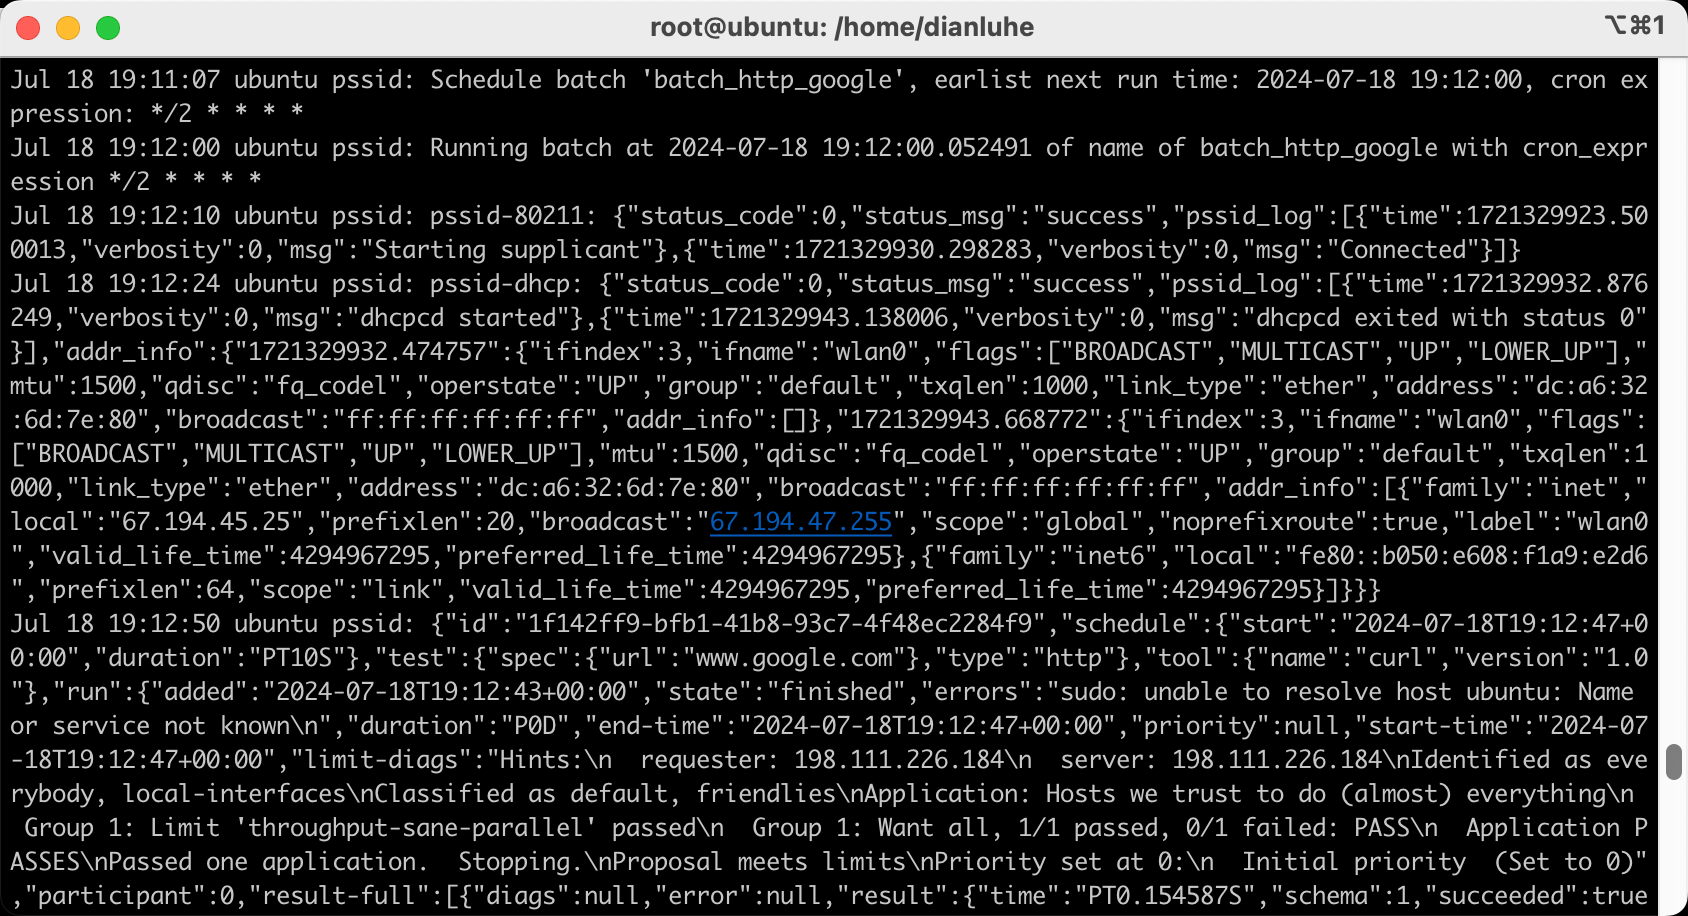 root@ubuntu: /home/dianluhe
⌥⌘1
Jul 18 19:11:07 ubuntu pssid: Schedule batch 'batch_http_google', earlist next run time: 2024-07-18 19:12:00, cron ex
pression: */2 * * * *
Jul 18 19:12:00 ubuntu pssid: Running batch at 2024-07-18 19:12:00.052491 of name of batch_http_google with cron_expr
ession */2 * * * *
Jul 18 19:12:10 ubuntu pssid: pssid-80211: {"status_code":0,"status_msg":"success","pssid_log":[{"time":1721329923.50
0013,"verbosity":0,"msg":"Starting supplicant"},{"time":1721329930.298283,"verbosity":0,"msg":"Connected"}]}
Jul 18 19:12:24 ubuntu pssid: pssid-dhcp: {"status_code":0,"status_msg":"success","pssid_log":[{"time":1721329932.876
249,"verbosity":0,"msg":"dhcpcd started"},{"time":1721329943.138006,"verbosity":0,"msg":"dhcpcd exited with status 0"
}],"addr_info":{"1721329932.474757":{"ifindex":3,"ifname":"wlan0","flags":["BROADCAST","MULTICAST","UP","LOWER_UP"],"
mtu":1500,"qdisc":"fq_codel","operstate":"UP","group":"default","txqlen":1000,"link_type":"ether","address":"dc:a6:32
:6d:7e:80","broadcast":"ff:ff:ff:ff:ff:ff","addr_info":[]},"1721329943.668772":{"ifindex":3,"ifname":"wlan0","flags":
["BROADCAST","MULTICAST","UP","LOWER_UP"],"mtu":1500,"qdisc":"fq_codel","operstate":"UP","group":"default","txqlen":1
000,"link_type":"ether","address":"dc:a6:32:6d:7e:80","broadcast":"ff:ff:ff:ff:ff:ff","addr_info":[{"family":"inet","
local":"67.194.45.25","prefixlen":20,"broadcast":"67.194.47.255","scope":"global","noprefixroute":true,"label":"wlan0
","valid_life_time":4294967295,"preferred_life_time":4294967295},{"family":"inet6","local":"fe80::b050:e608:f1a9:e2d6
","prefixlen":64,"scope":"link","valid_life_time":4294967295,"preferred_life_time":4294967295}]}}}
Jul 18 19:12:50 ubuntu pssid: {"id":"1f142ff9-bfb1-41b8-93c7-4f48ec2284f9","schedule":{"start":"2024-07-18T19:12:47+0
0:00","duration":"PT10S"},"test":{"spec":{"url":"www.google.com"},"type":"http"},"tool":{"name":"curl","version":"1.0
"},"run":{"added":"2024-07-18T19:12:43+00:00","state":"finished","errors":"sudo: unable to resolve host ubuntu: Name 
or service not known\n","duration":"P0D","end-time":"2024-07-18T19:12:47+00:00","priority":null,"start-time":"2024-07
-18T19:12:47+00:00","limit-diags":"Hints:\n  requester: 198.111.226.184\n  server: 198.111.226.184\nIdentified as eve
rybody, local-interfaces\nClassified as default, friendlies\nApplication: Hosts we trust to do (almost) everything\n 
 Group 1: Limit 'throughput-sane-parallel' passed\n  Group 1: Want all, 1/1 passed, 0/1 failed: PASS\n  Application P
ASSES\nPassed one application.  Stopping.\nProposal meets limits\nPriority set at 0:\n  Initial priority  (Set to 0)"
,"participant":0,"result-full":[{"diags":null,"error":null,"result":{"time":"PT0.154587S","schema":1,"succeeded":true